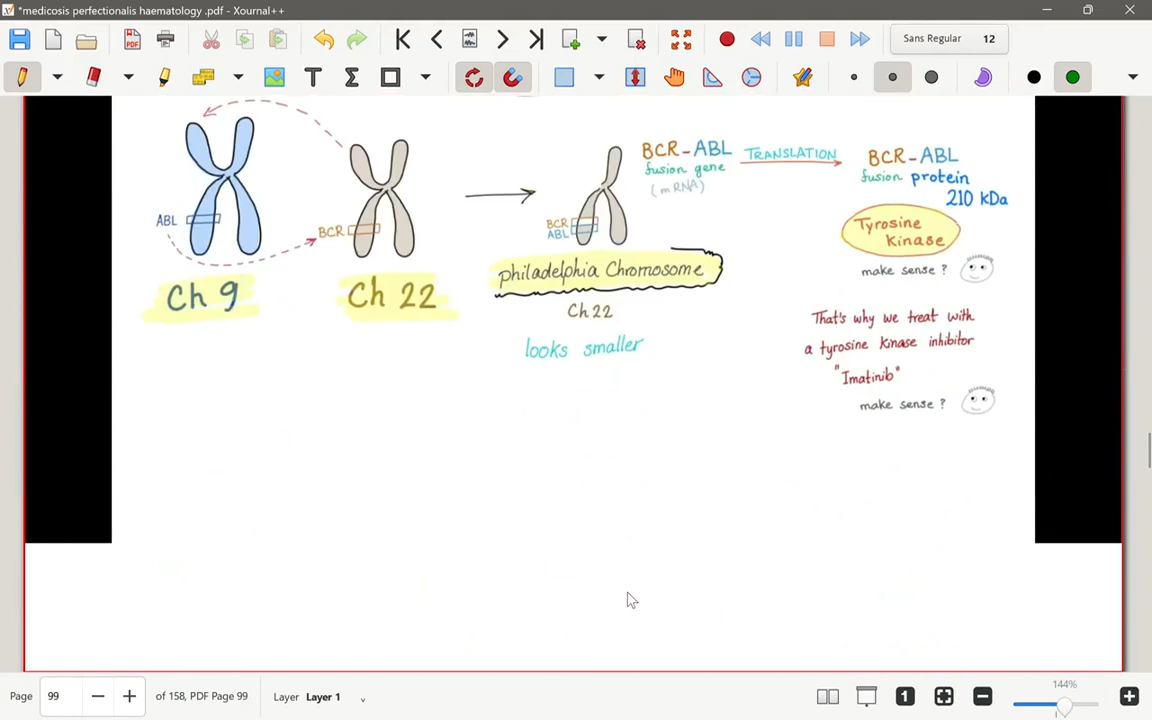 *medicosis perfectionalis haematology .pdf - Xournal++
PDF
T
Σ
Sans Regular 12
ABL
BCR
Ch 9
Ch 22
BCR
ABL
Philadelphia Chromosome
Ch 22
looks smaller
BCR-ABL
fusion gene
(mRNA)
TRANSLATION
BCR-ABL
fusion protein
210 KDa
Tyrosine
Kinase
make sense ?
That's why we treat with
a tyrosine kinase inhibitor
"Imatinib"
make sense ?
Page 99 of 158, PDF Page 99 Layer Layer 1
1
144%